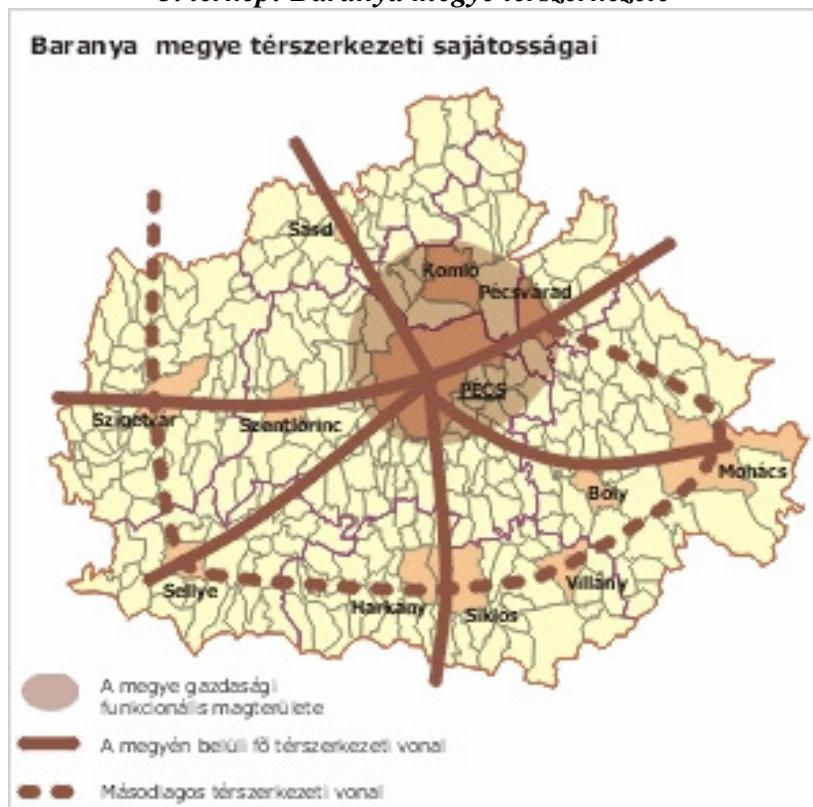 Baranya megye térszerkezeti sajátosságai
Sásd
Komló
Pécsvárad
PÉCS
Szigetvár
Szentlőrinc
Mohács
Bóly
Sellye
Harkány
Siklós
Villány
A megye gazdasági
funkcionális magterülete
A megyén belüli fő térszerkezeti vonal
Másodlagos térszerkezeti vonal